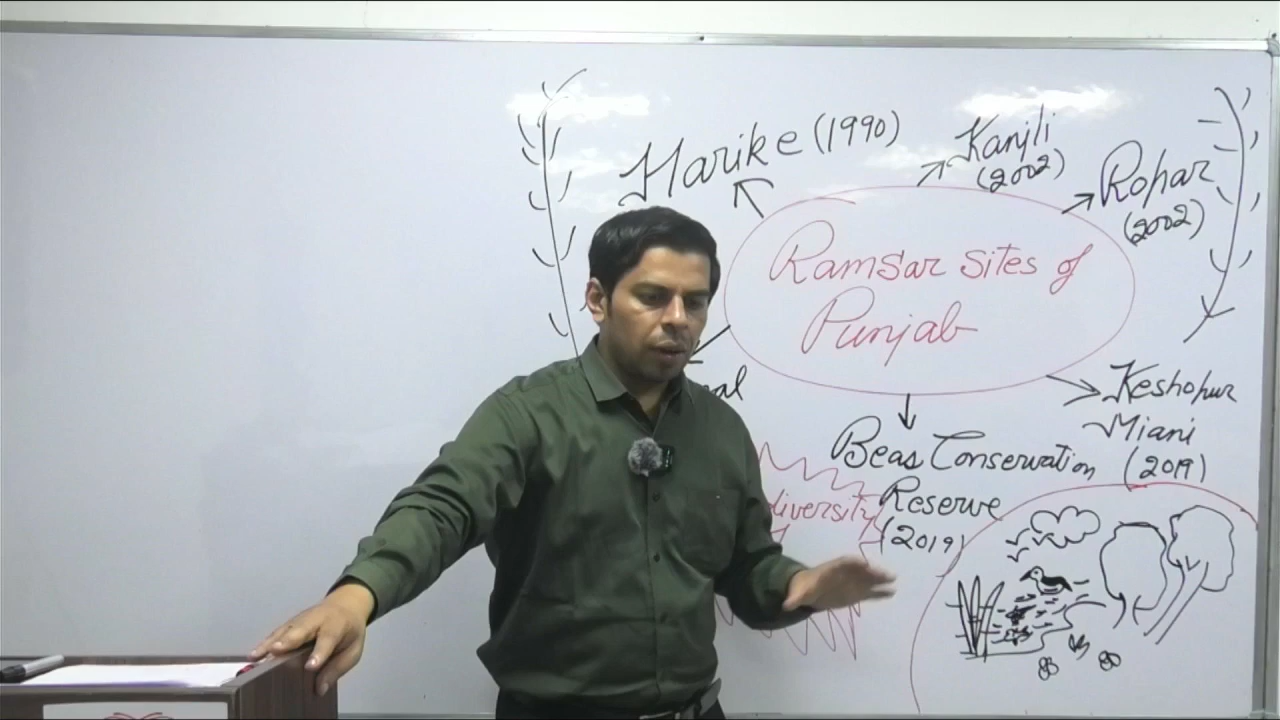 Harike (1990)
Kanjli
(2002)
Ropar
(2002)
Ramsar sites of
Punjab
Keshopur
Miani
(2019)
Beas Conservation
Reserve
(2019)